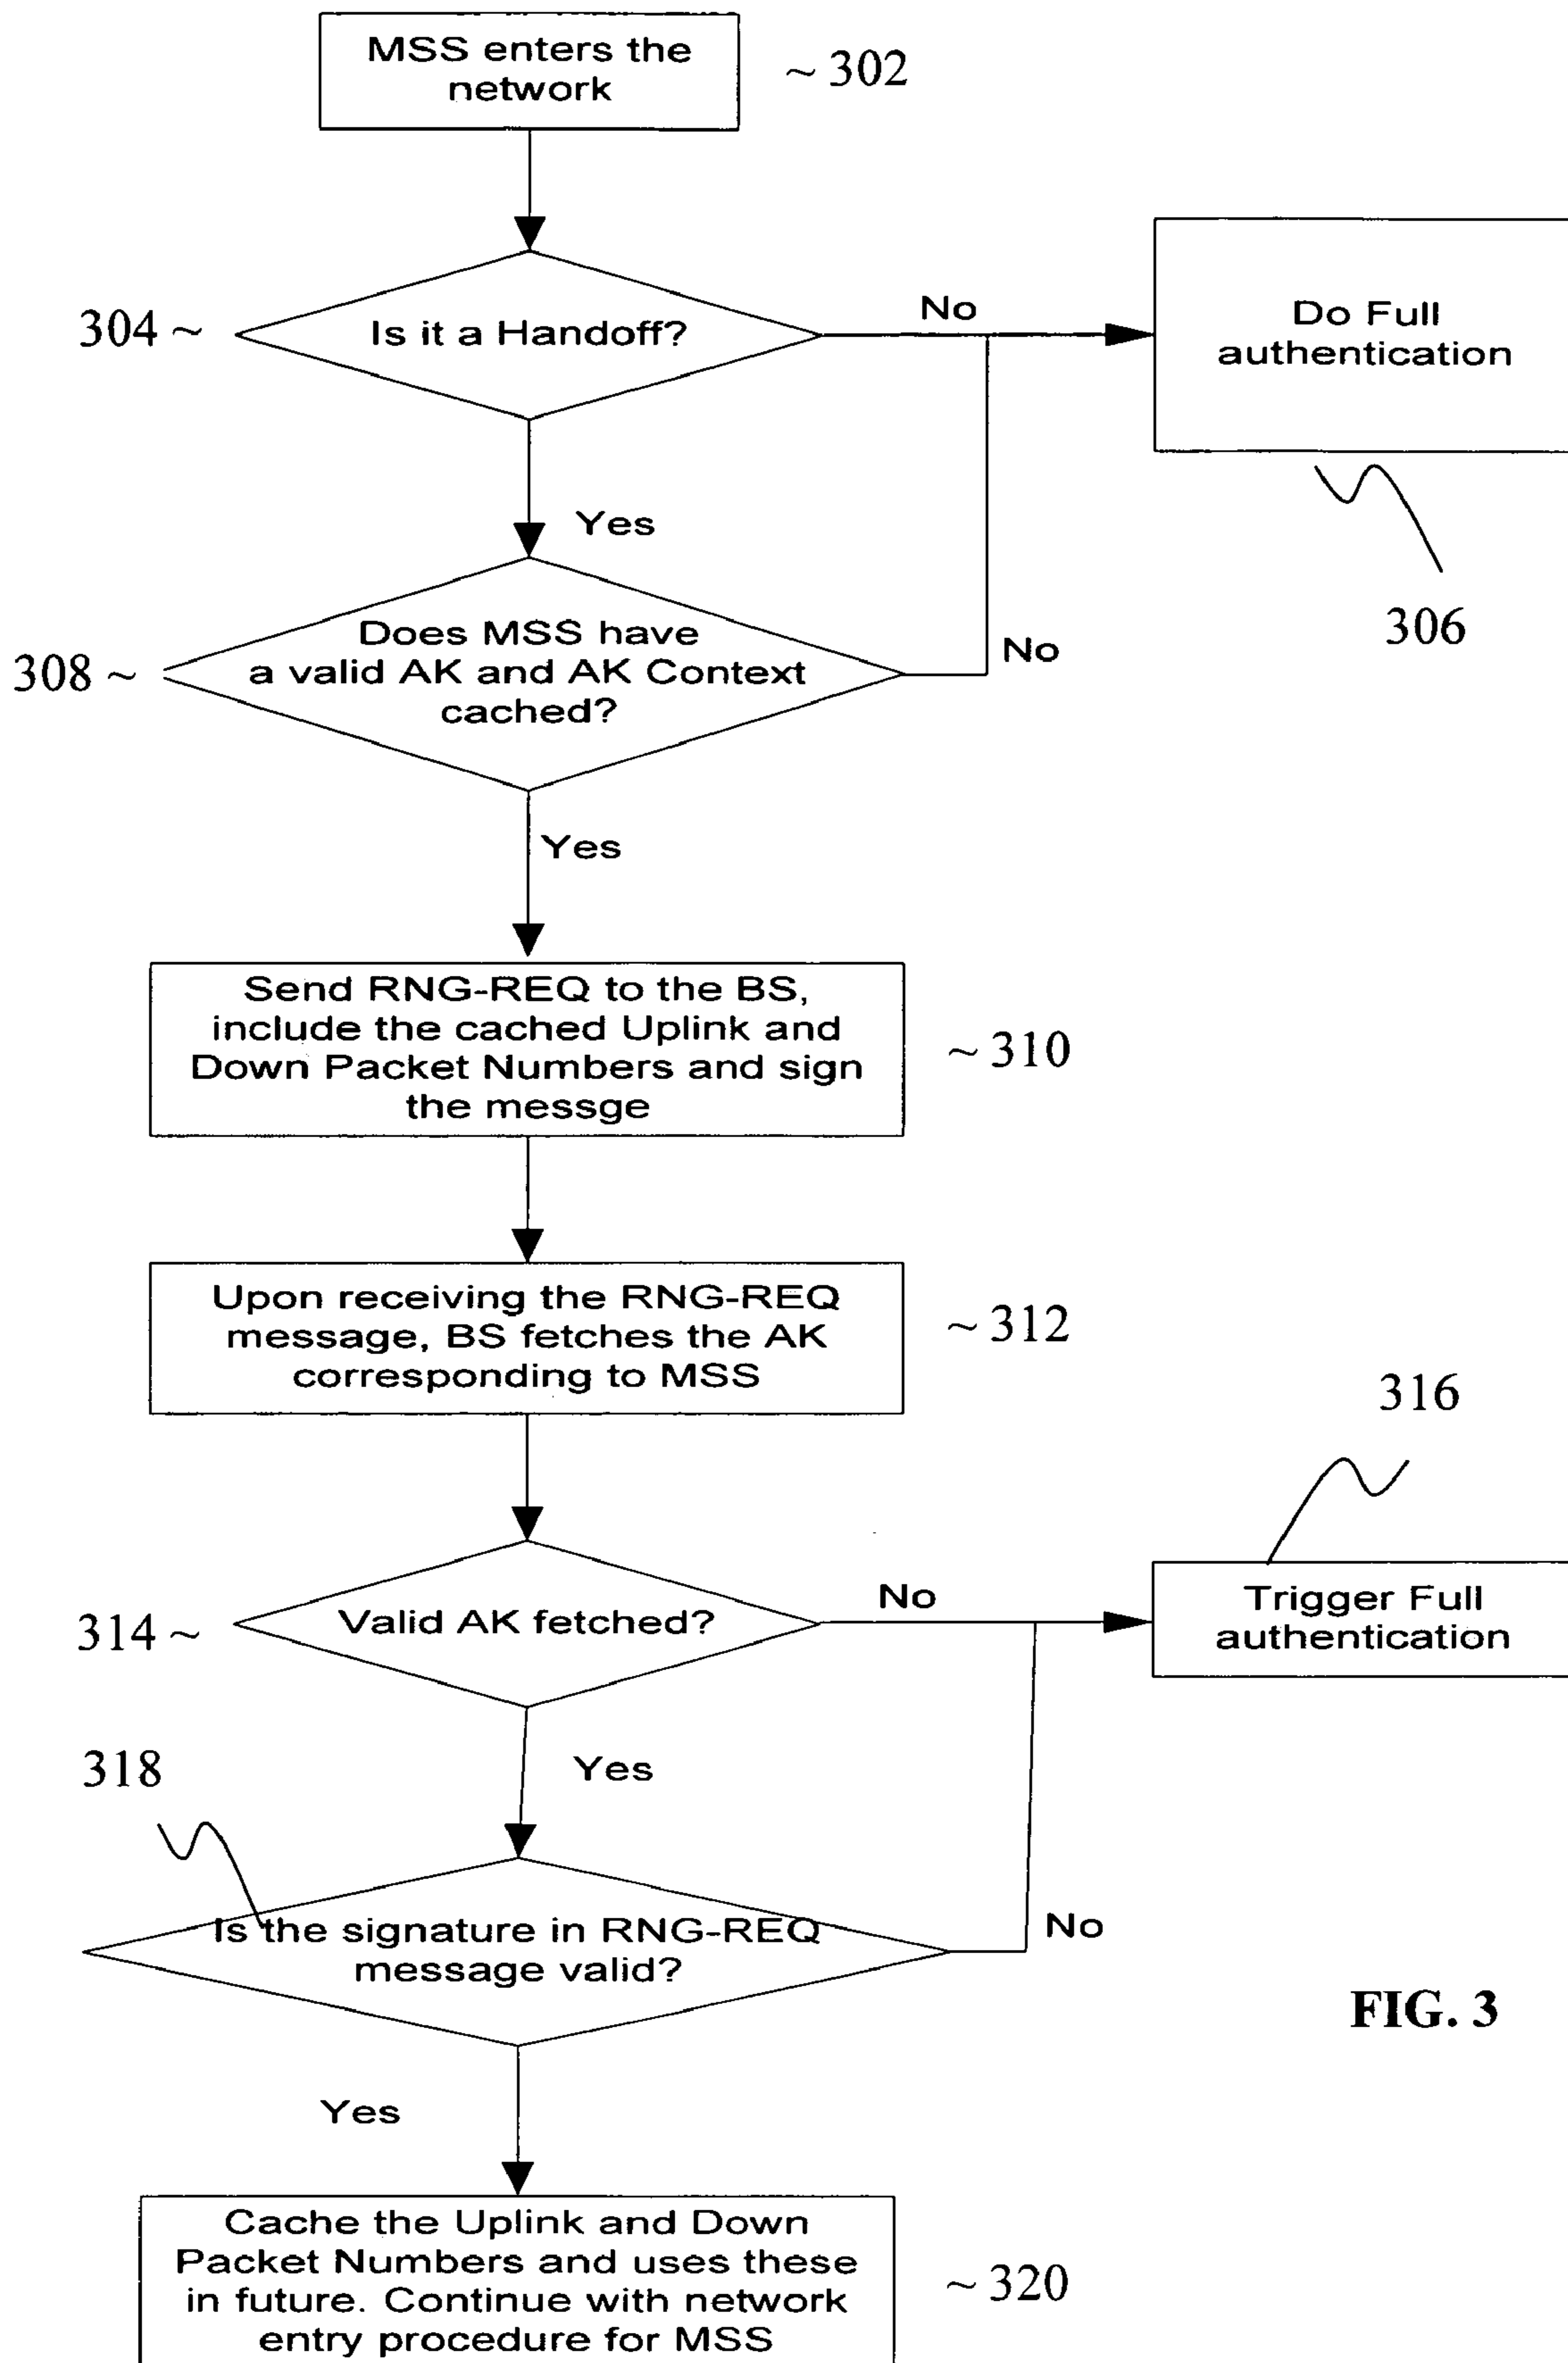 MSS enters the
network
~ 302
304 ~
Is it a Handoff?
No
Do Full
authentication
306
Yes
308 ~
Does MSS have
a valid AK and AK Context
cached?
No
Yes
Send RNG-REQ to the BS,
include the cached Uplink and
Down Packet Numbers and sign
the messge
~ 310
Upon receiving the RNG-REQ
message, BS fetches the AK
corresponding to MSS
~ 312
316
314 ~
Valid AK fetched?
No
Trigger Full
authentication
Yes
318
Is the signature in RNG-REQ
message valid?
No
FIG. 3
Yes
Cache the Uplink and Down
Packet Numbers and uses these
in future. Continue with network
entry procedure for MSS
~ 320